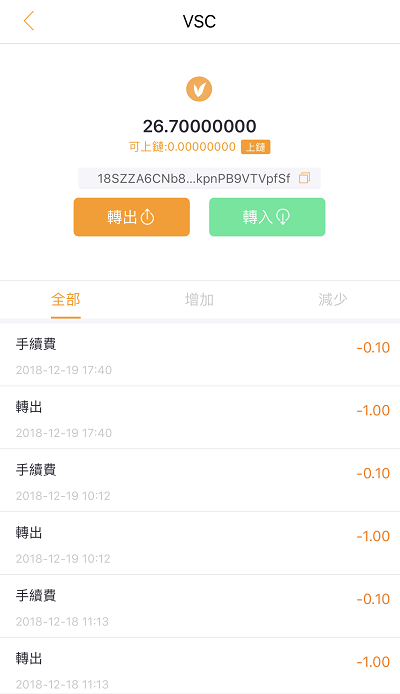 VSC
26.70000000
可上鏈:0.00000000 上鏈
18SZZA6CNb8...kpnPB9VTVpfSf
轉出 轉入
全部 增加 減少
手續費 -0.10
2018-12-19 17:40
轉出 -1.00
2018-12-19 17:40
手續費 -0.10
2018-12-19 10:12
轉出 -1.00
2018-12-19 10:12
手續費 -0.10
2018-12-18 11:13
轉出 -1.00
2018-12-18 11:13